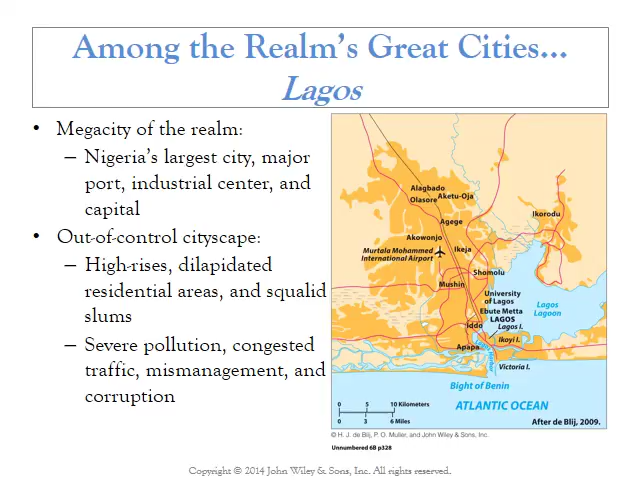 Among the Realm's Great Cities…
Lagos
• Megacity of the realm:
– Nigeria's largest city, major
port, industrial center, and
capital
• Out-of-control cityscape:
– High-rises, dilapidated
residential areas, and squalid
slums
– Severe pollution, congested
traffic, mismanagement, and
corruption
Alagbado
Olasore
Aketu-Oja
Agege
Ikorodu
Akowonjo
Murtala Mohammed
International Airport
Ikeja
Shomolu
Mushin
University
of Lagos
Lagos
Lagoon
Ebute Metta
LAGOS
Iddo
Lagos I.
Ikoyi I.
Apapa
Victoria I.
Bight of Benin
ATLANTIC OCEAN
0 5 10 Kilometers
0 3 6 Miles
After de Blij, 2009.
© H. J. de Blij, P. O. Muller, and John Wiley & Sons, Inc.
Unnumbered 6B p328
Copyright © 2014 John Wiley & Sons, Inc. All rights reserved.